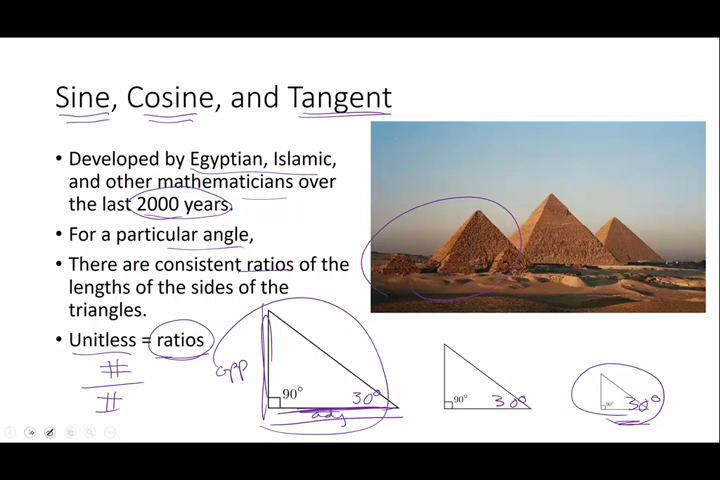 Sine, Cosine, and Tangent
• Developed by Egyptian, Islamic,
and other mathematicians over
the last 2000 years.
• For a particular angle,
• There are consistent ratios of the
lengths of the sides of the
triangles.
• Unitless = ratios
#
#
opp
90°
30°
adj
90°
30°
90°
30°